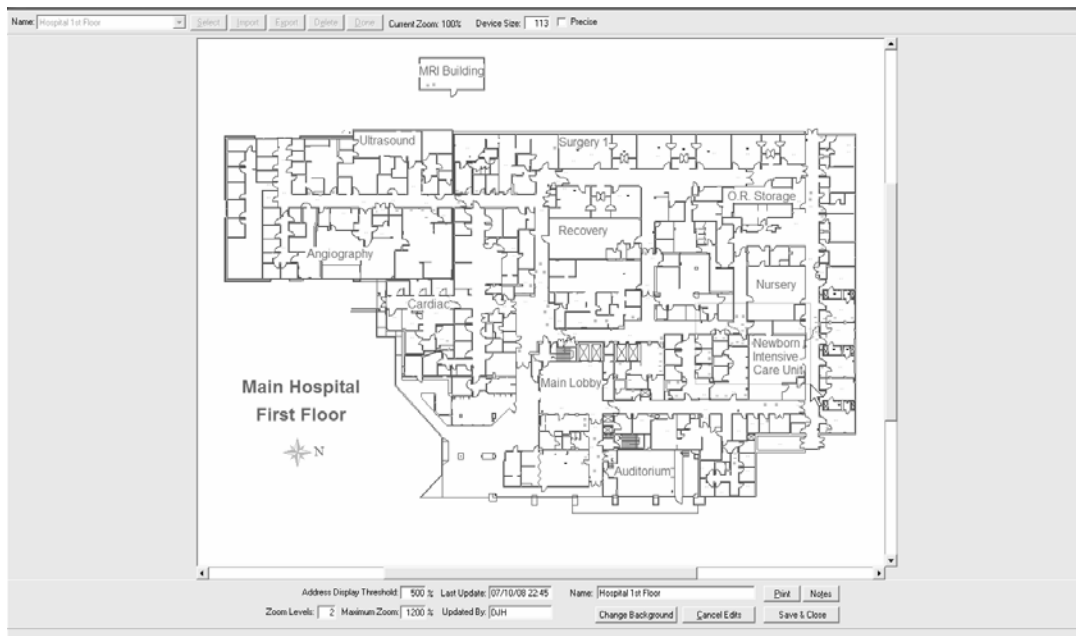 Name: Hospital 1st Floor Select Import Export Delete Done Current Zoom: 100% Device Size: 113 Precise
MRI Building
Ultrasound
Surgery 1
O.R. Storage
Recovery
Angiography
Nursery
Cardiac
Newborn
Intensive
Care Unit
Main Lobby
Main Hospital
First Floor
N
Auditorium
Address Display Threshold: 500 % Last Update: 07/10/08 22:45 Name: Hospital 1st Floor Print Notes
Zoom Levels: 2 Maximum Zoom: 1200 % Updated By: DJH Change Background Cancel Edits Save & Close